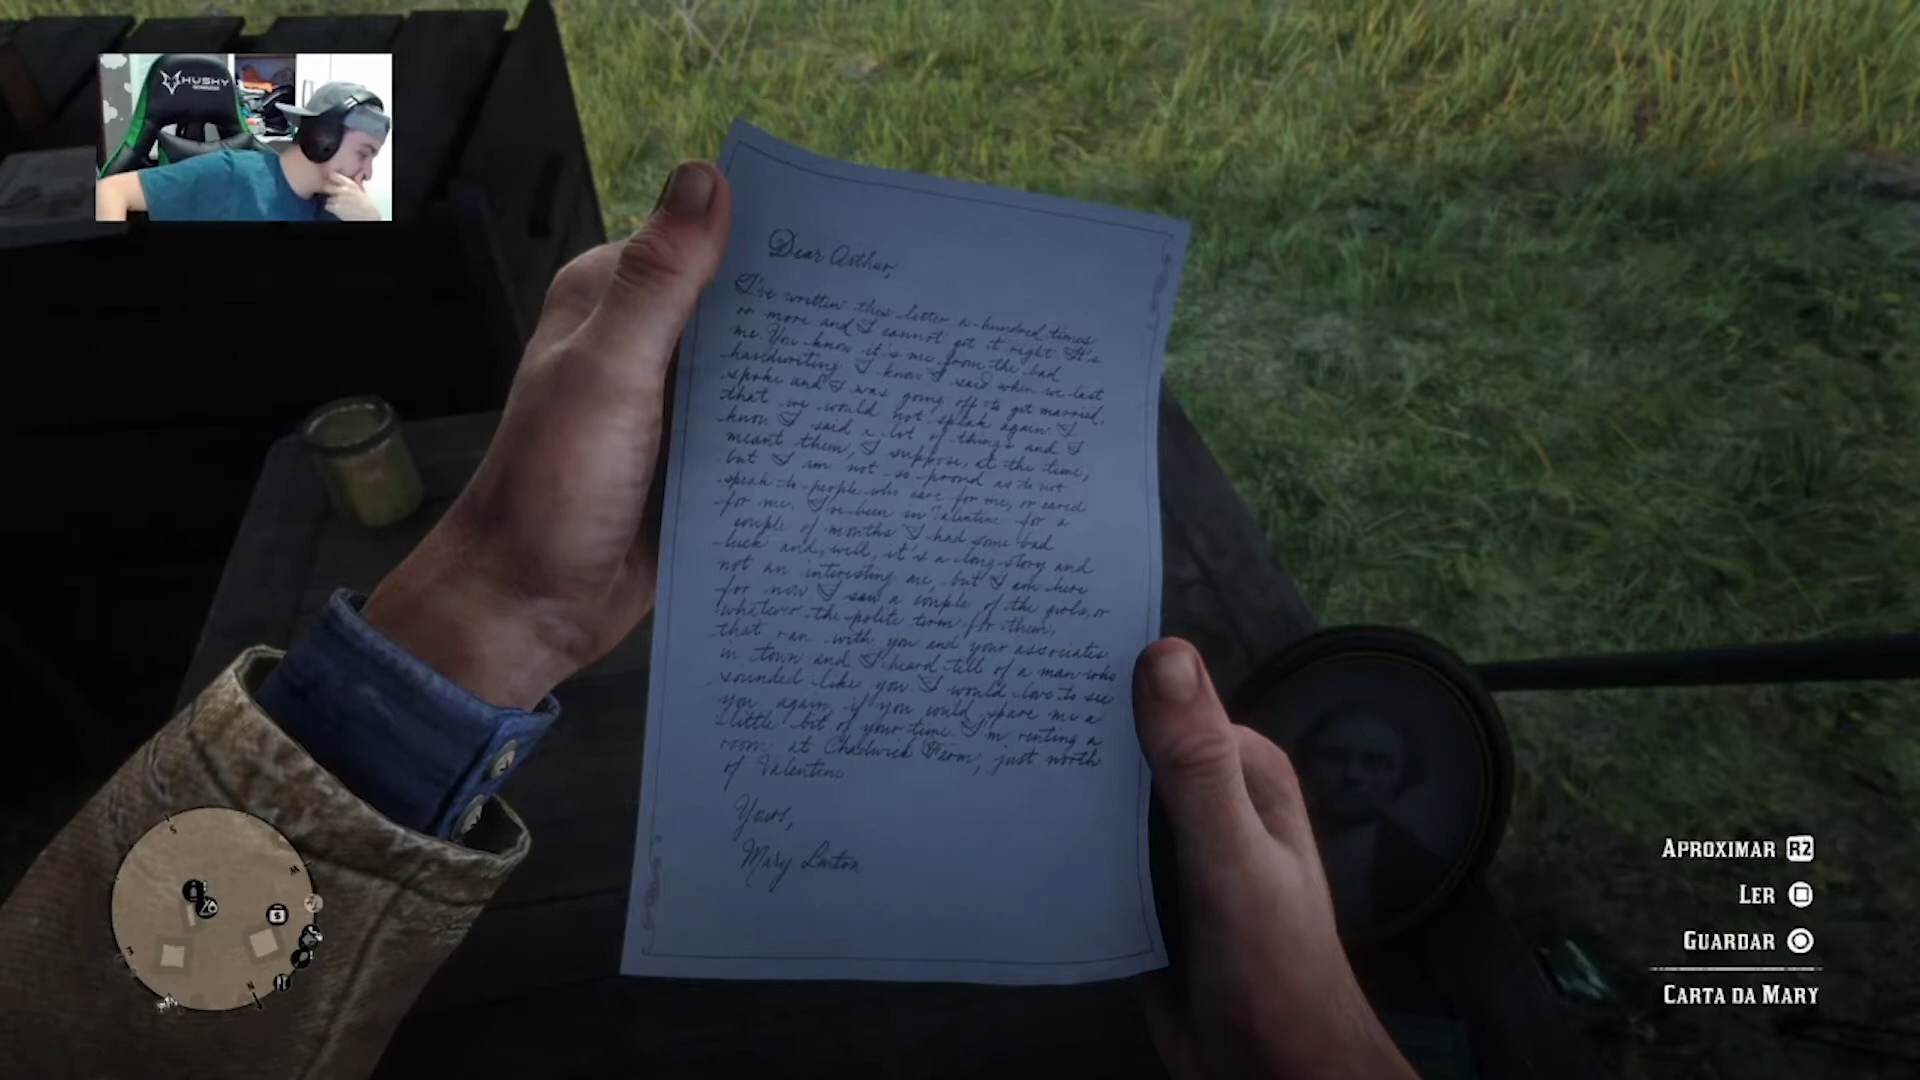 HUSKY
Dear Arthur,
I've written this letter a hundred times
or more and I cannot get it right. It's
me. You know it's me from the bad
handwriting. I know I said when we last
spoke and I was going off to get married,
that we would not speak again. I
know I said a lot of things and I
meant them, I suppose, at the time,
but I am not so proud as to not
speak to people who care for me, or cared
for me. I've been in Valentine for a
couple of months. I had some bad
luck and, well, it's a long story and
not an interesting one, but I am here
for now. I saw a couple of the girls, or
whatever the polite term for them,
that ran with you and your associates
in town and I heard tell of a man who
sounded like you. I would love to see
you again, if you could spare me a
little bit of your time. I'm renting a
room at Chadwick Farm, just north
of Valentine
Yours,
Mary Linton
APROXIMAR R2
LER
GUARDAR
CARTA DA MARY
S
W
N
E